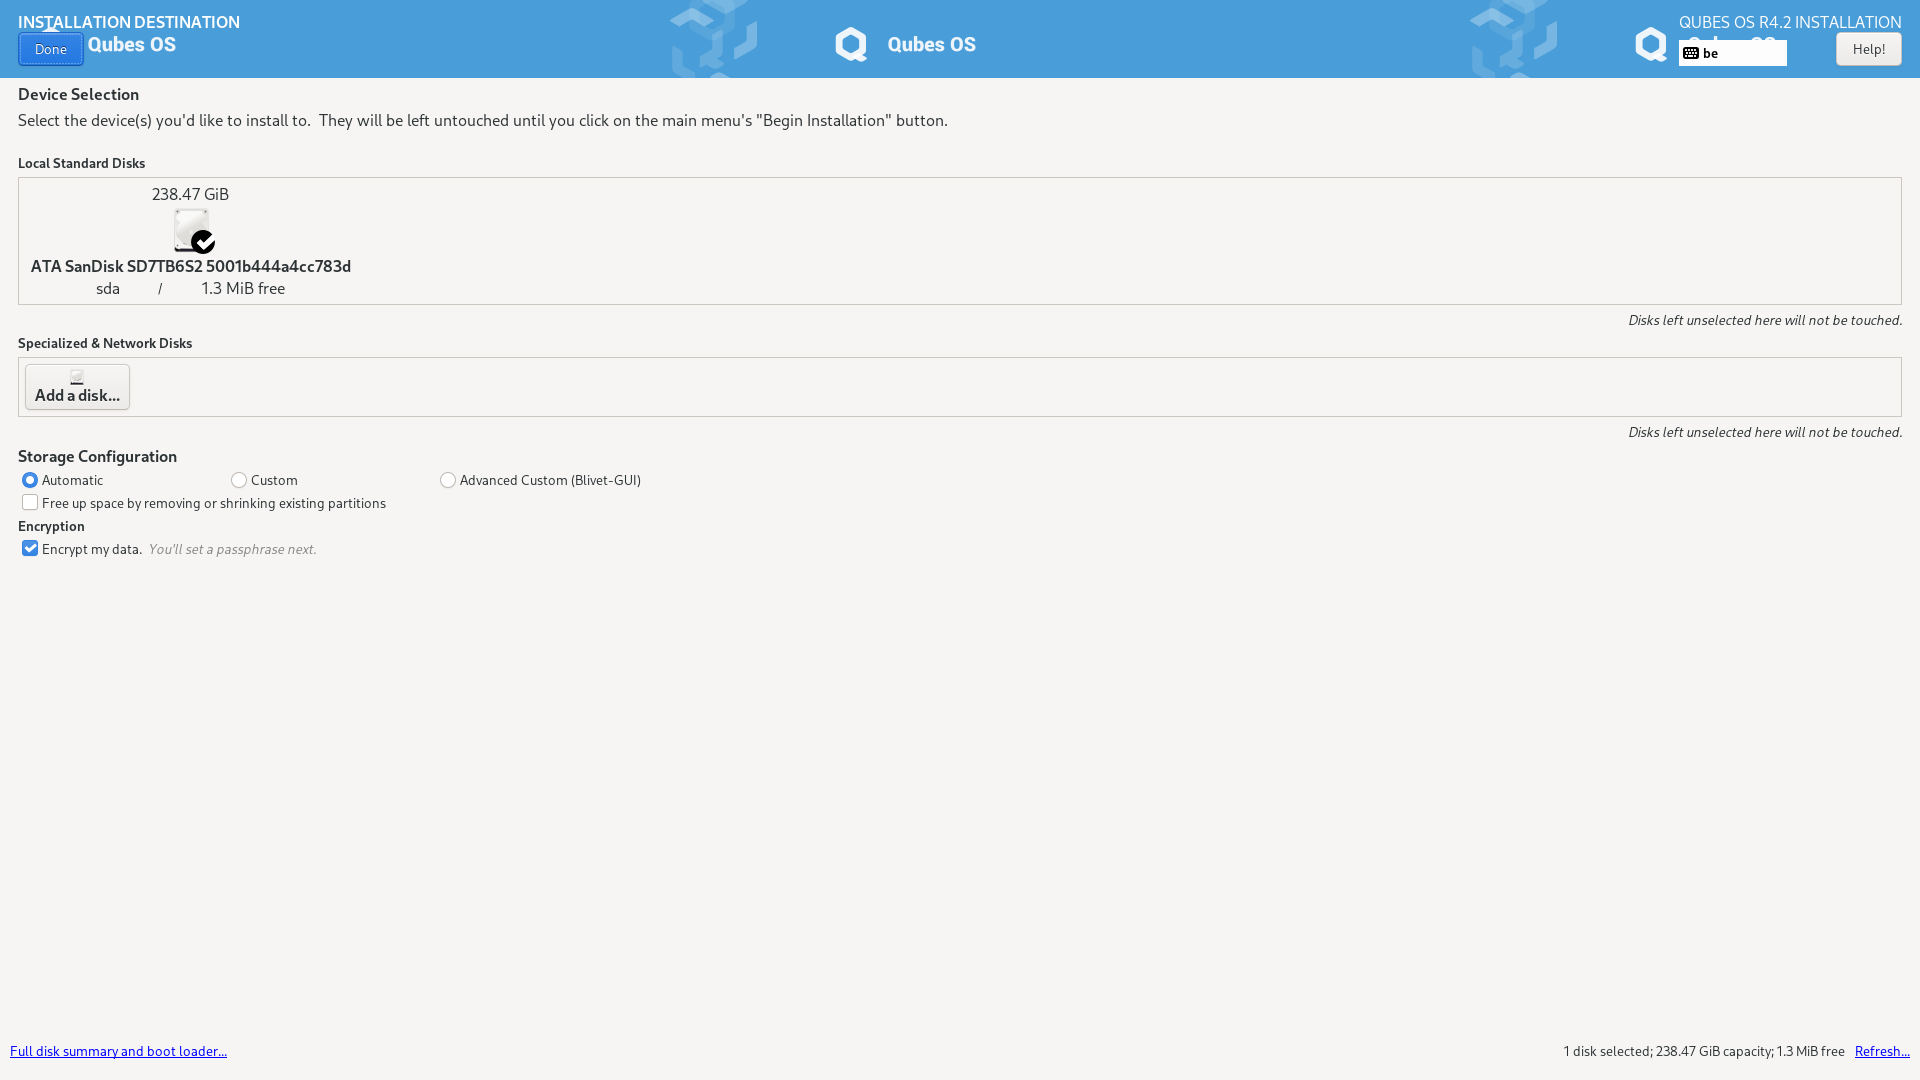 INSTALLATION DESTINATION
QUBES OS R4.2 INSTALLATION
Done
Qubes OS
Qubes OS
be
Help!
Device Selection
Select the device(s) you'd like to install to.  They will be left untouched until you click on the main menu's "Begin Installation" button.
Local Standard Disks
238.47 GiB
ATA SanDisk SD7TB6S2 5001b444a4cc783d
sda / 1.3 MiB free
Disks left unselected here will not be touched.
Specialized & Network Disks
Add a disk...
Disks left unselected here will not be touched.
Storage Configuration
Automatic Custom Advanced Custom (Blivet-GUI)
Free up space by removing or shrinking existing partitions
Encryption
Encrypt my data. You'll set a passphrase next.
Full disk summary and boot loader...
1 disk selected; 238.47 GiB capacity; 1.3 MiB free Refresh...